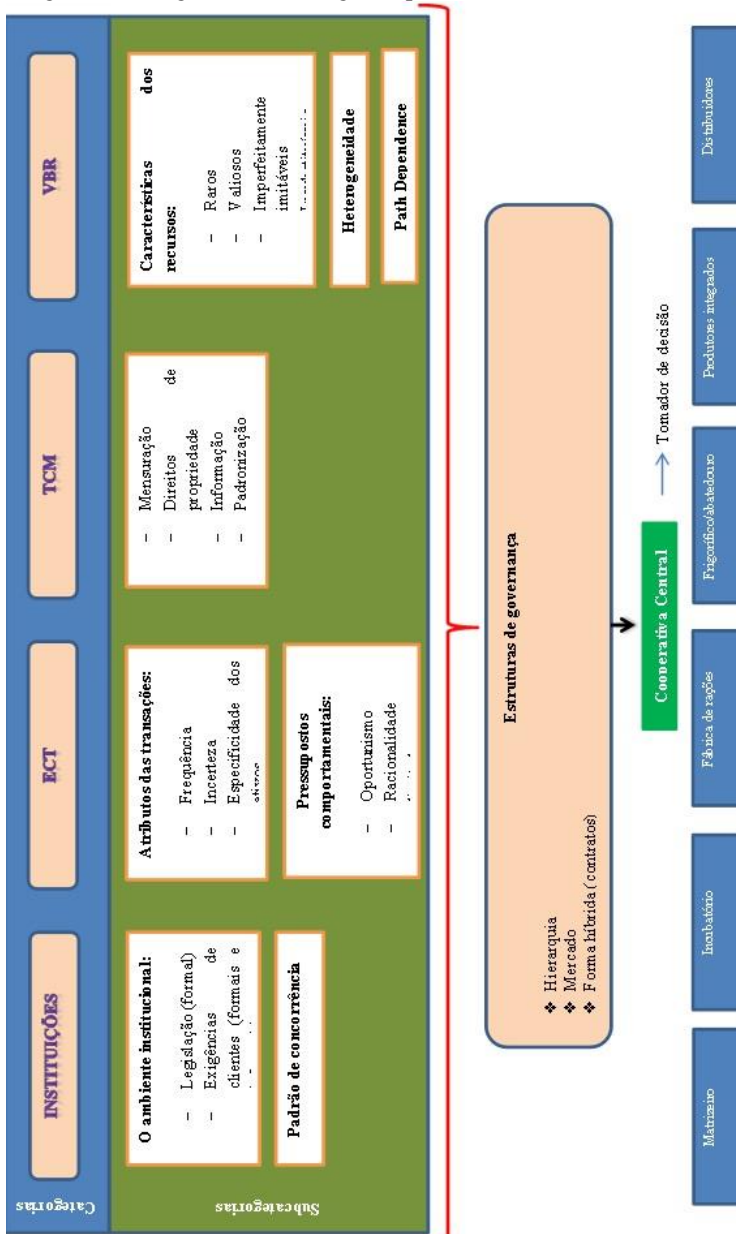 Categorias
INSTITUIÇÕES
ECT
TCM
VBR
Subcategorias
O ambiente institucional:
– Legislação (formal)
– Exigências de
clientes (formais e
Padrão de concorrência
Atributos das transações:
– Frequência
– Incerteza
– Especificidade dos
ativos
Pressupostos
comportamentais:
– Oportunismo
– Racionalidade
– Mensuração
– Direitos de
propriedade
– Informação
– Padronização
Características dos
recursos:
– Raros
– Valiosos
– Imperfeitamente
imitáveis
Heterogeneidade
Path Dependence
Estruturas de governança
❖ Hierarquia
❖ Mercado
❖ Forma híbrida (contratos)
Cooperativa Central
Tomador de decisão
Matrizeiro
Incubatório
Fábrica de rações
Frigorífico/abatedouro
Produtores integrados
Distribuidores